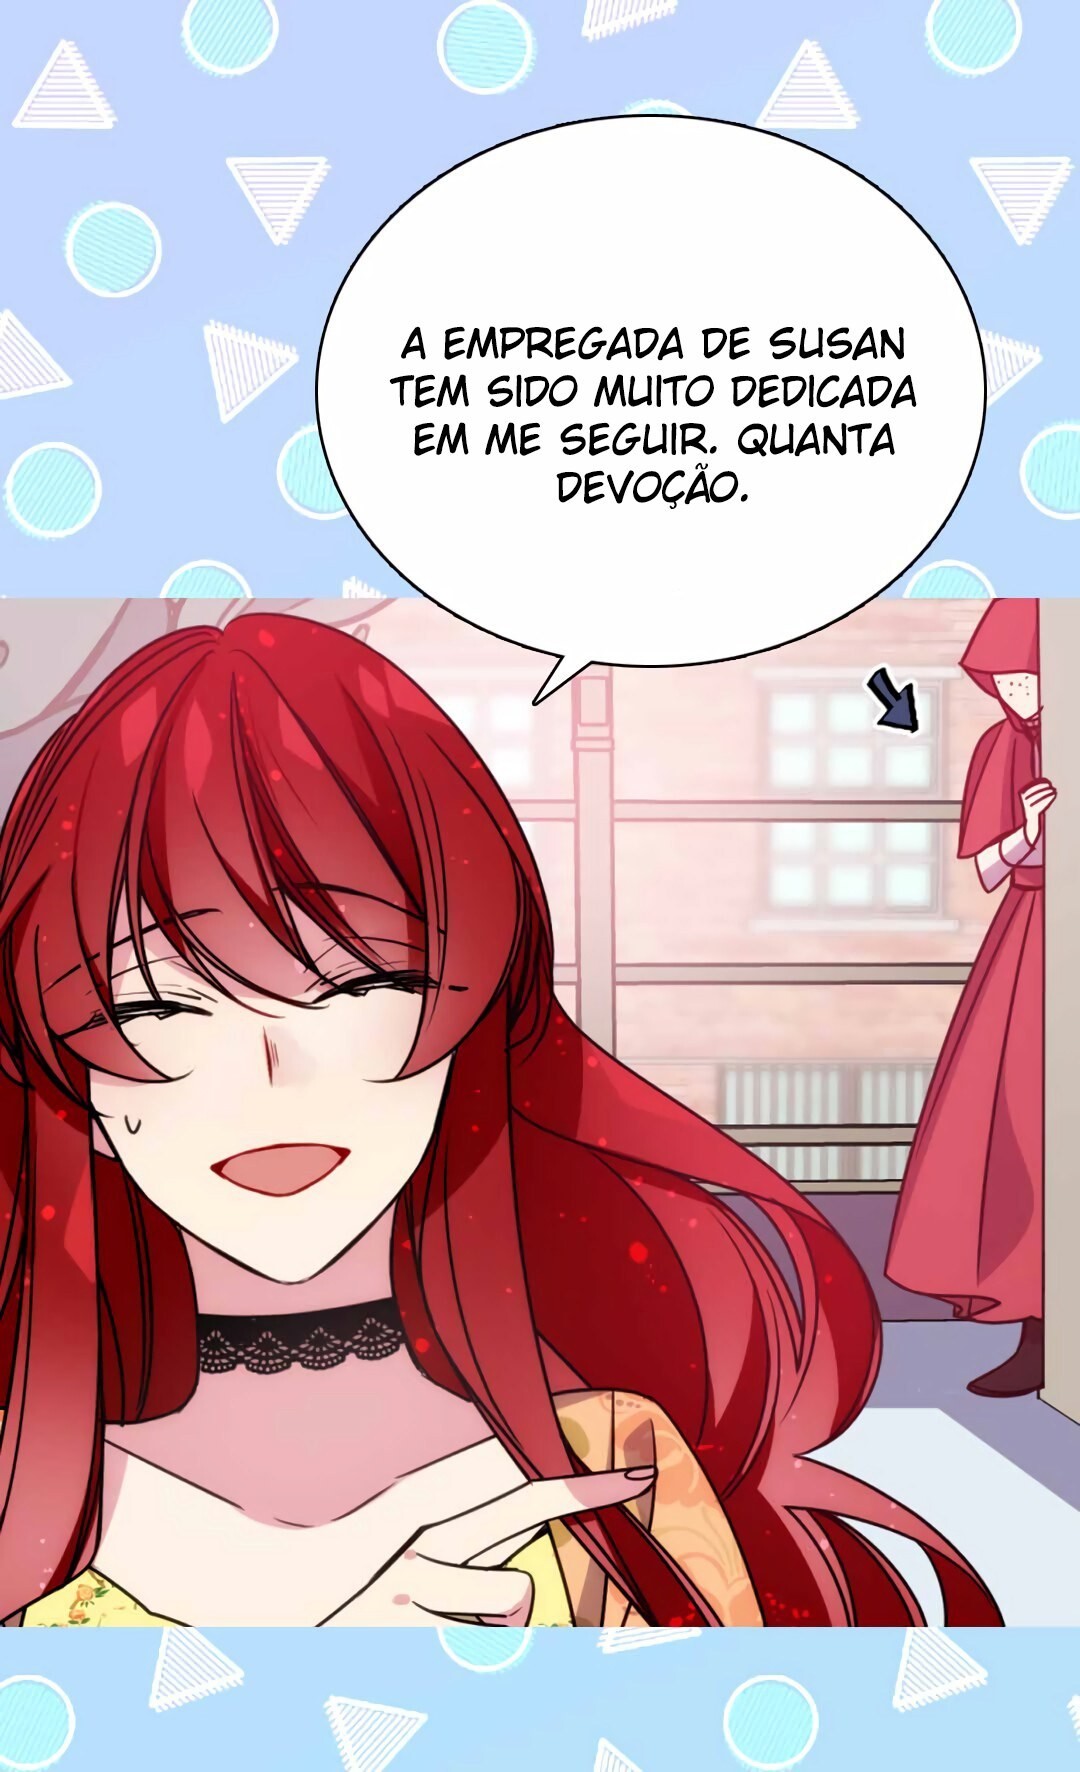 A EMPREGADA DE SUSAN
TEM SIDO MUITO DEDICADA
EM ME SEGUIR. QUANTA
DEVOÇÃO.